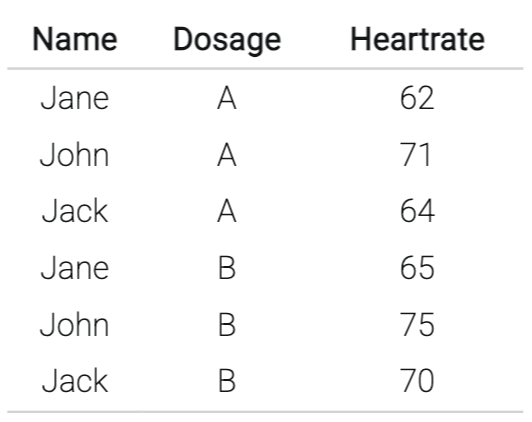 Name Dosage Heartrate
Jane A 62
John A 71
Jack A 64
Jane B 65
John B 75
Jack B 70